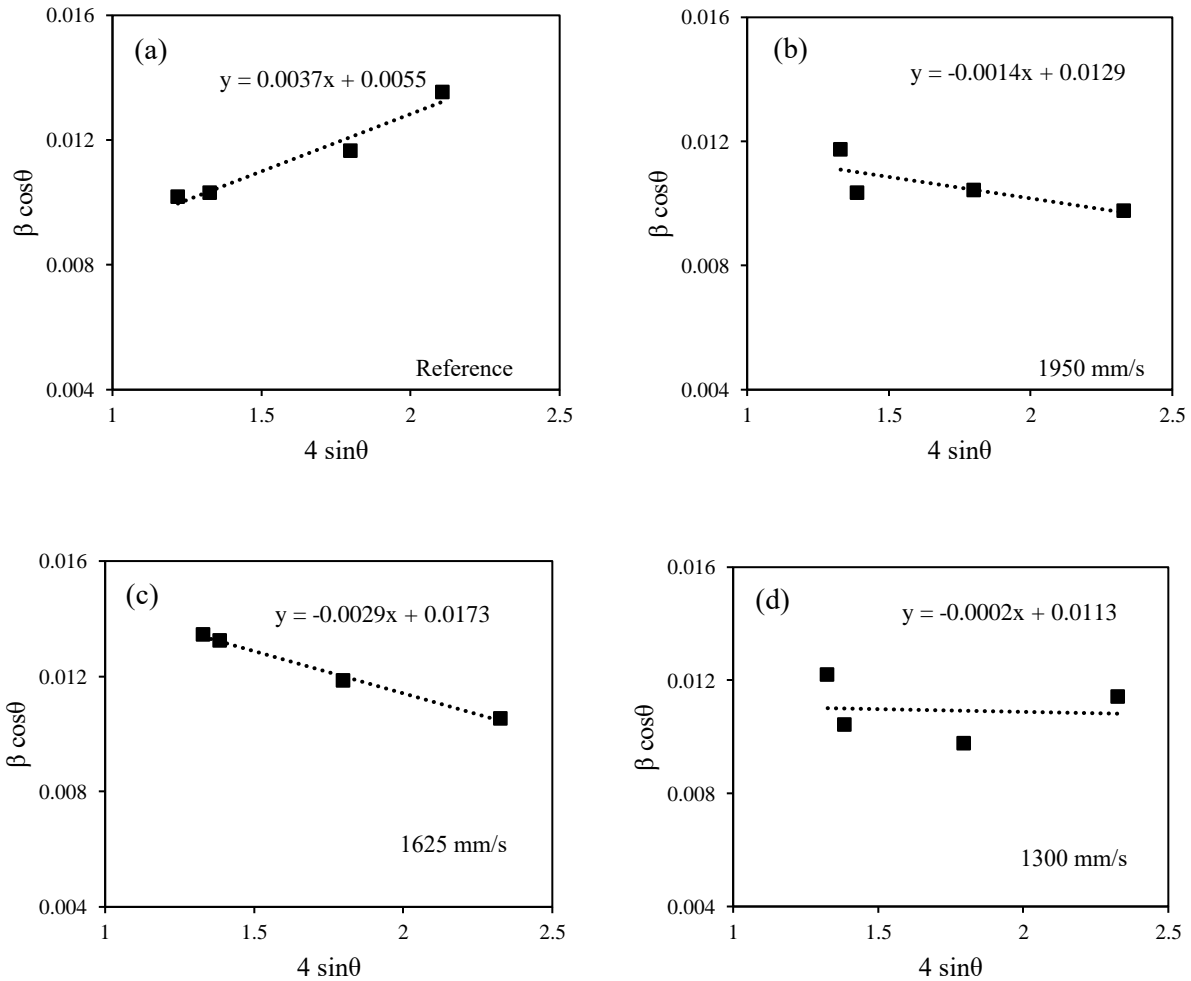 (a)
y = 0.0037x + 0.0055
0.016
0.012
0.008
0.004
β cosθ
Reference
1
1.5
2
2.5
4 sinθ
(b)
y = -0.0014x + 0.0129
0.016
0.012
0.008
0.004
β cosθ
1950 mm/s
1
1.5
2
2.5
4 sinθ
(c)
y = -0.0029x + 0.0173
0.016
0.012
0.008
0.004
β cosθ
1625 mm/s
1
1.5
2
2.5
4 sinθ
(d)
y = -0.0002x + 0.0113
0.016
0.012
0.008
0.004
β cosθ
1300 mm/s
1
1.5
2
2.5
4 sinθ